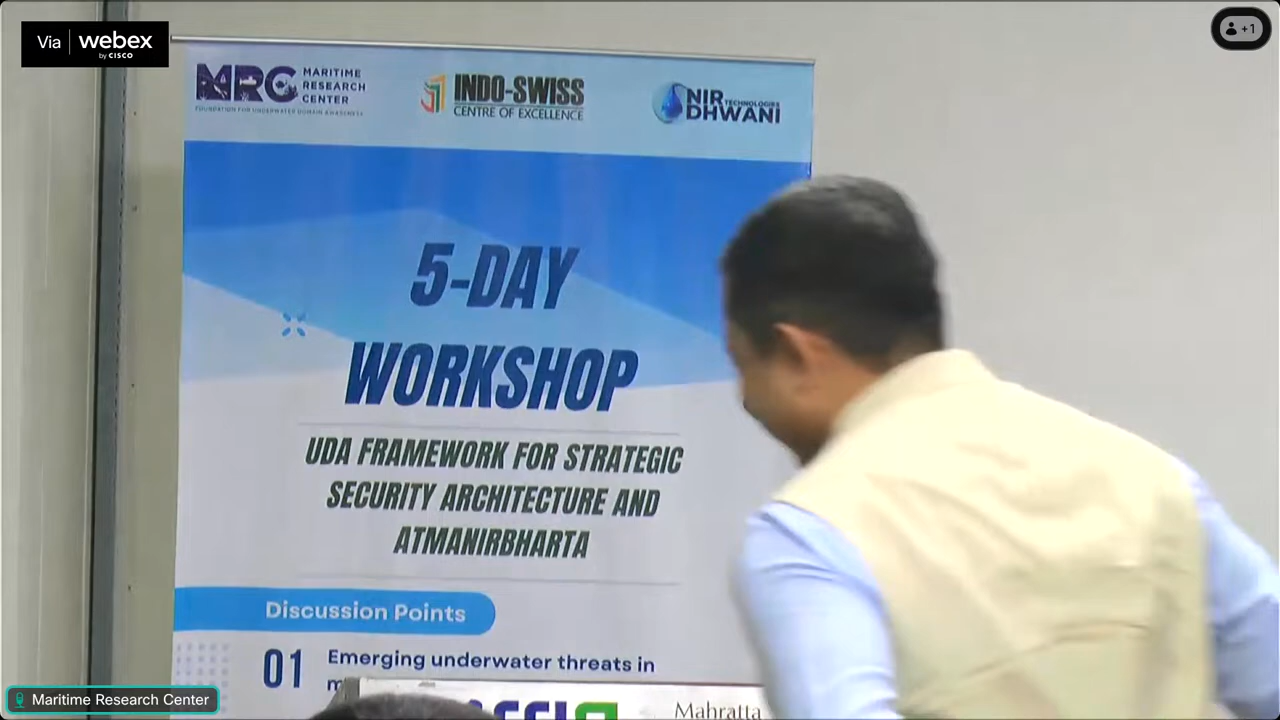 Via webex
by CISCO
+1
MRC MARITIME
RESEARCH
CENTER
FOUNDATION FOR UNDERWATER DOMAIN AWARENESS
INDO-SWISS
CENTRE OF EXCELLENCE
NIR
DHWANI
TECHNOLOGIES
5-DAY
WORKSHOP
UDA FRAMEWORK FOR STRATEGIC
SECURITY ARCHITECTURE AND
ATMANIRBHARTA
Discussion Points
01 Emerging underwater threats in
Mahratta
Maritime Research Center